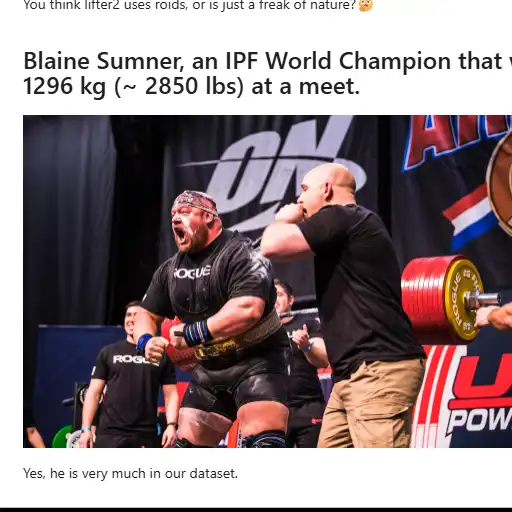 You think lifter2 uses roids, or is just a freak of nature?🤔
Blaine Sumner, an IPF World Champion that
1296 kg (~ 2850 lbs) at a meet.
ON
AR
ROGUE
ROGUE
ROGUE
POW
Yes, he is very much in our dataset.